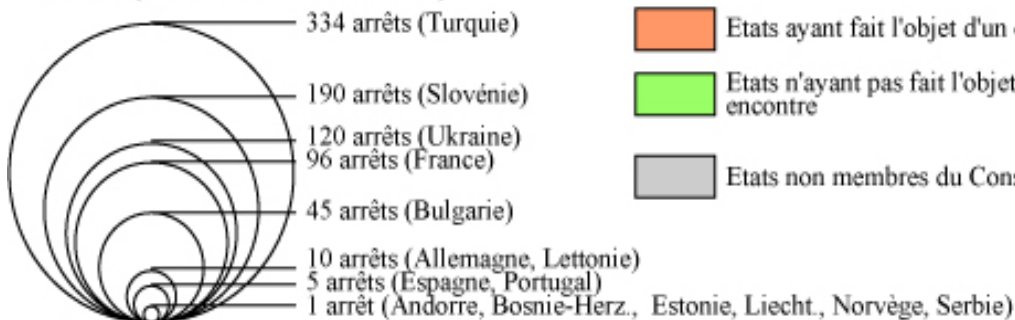 334 arrêts (Turquie)
190 arrêts (Slovénie)
120 arrêts (Ukraine)
96 arrêts (France)
45 arrêts (Bulgarie)
10 arrêts (Allemagne, Lettonie)
5 arrêts (Espagne, Portugal)
1 arrêt (Andorre, Bosnie-Herz., Estonie, Liecht., Norvège, Serbie)
Etats ayant fait l'objet d'un
Etats n'ayant pas fait l'objet
encontre
Etats non membres du Cons